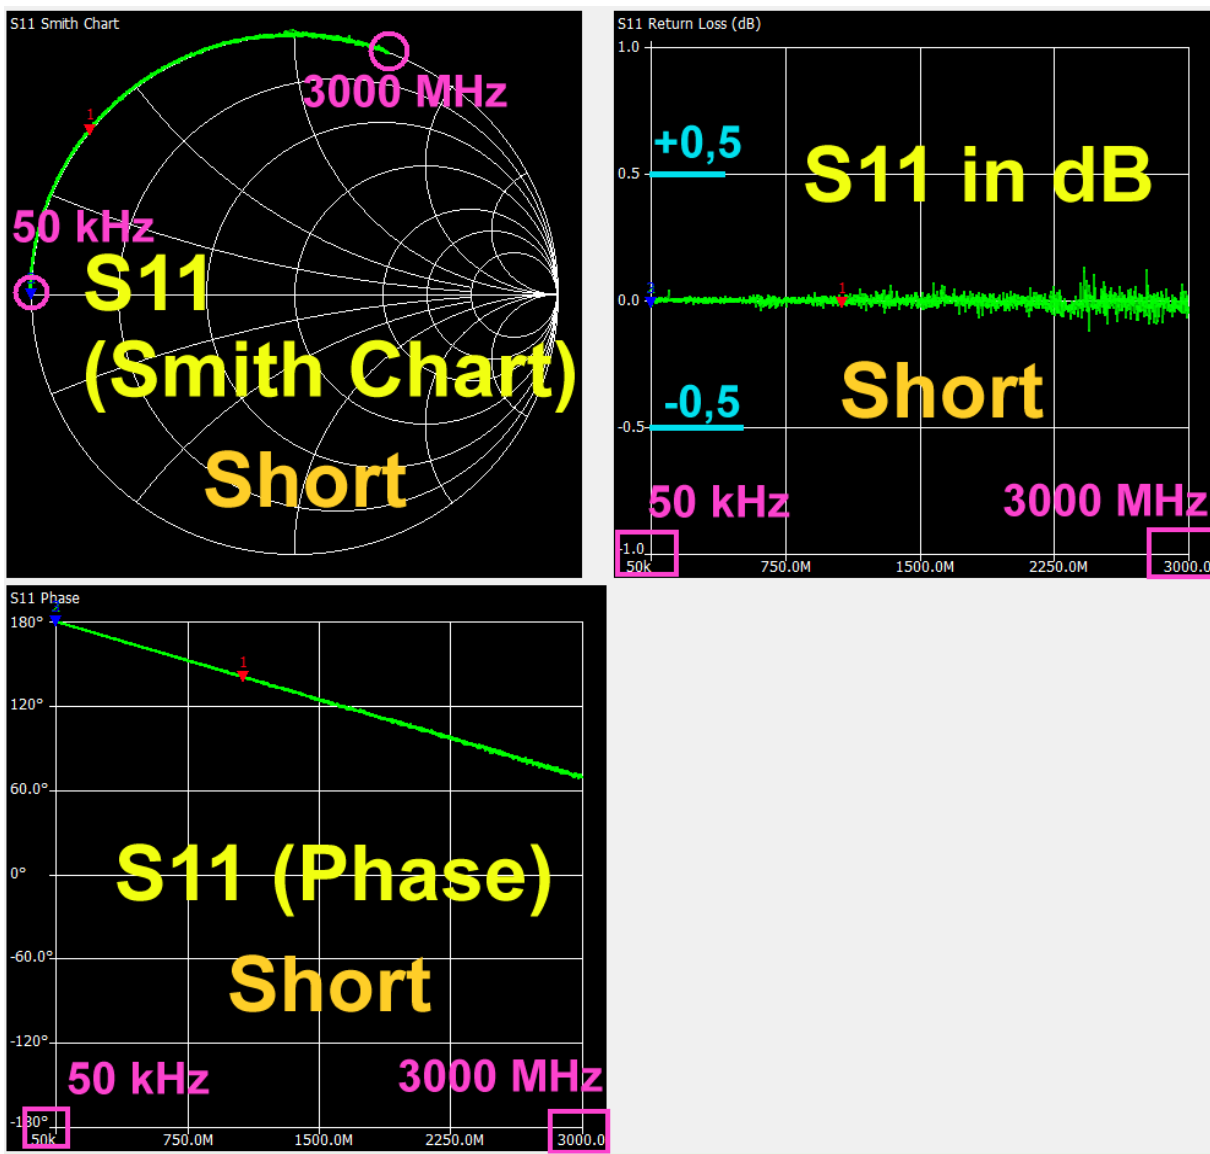 S11 Smith Chart
3000 MHz
1
50 kHz
S11
(Smith Chart)
Short
S11 Return Loss (dB)
1.0
+0,5
S11 in dB
0.5
0.0
2
1
Short
-0,5
-0.5
50 kHz
3000 MHz
-1.0
50k
750.0M
1500.0M
2250.0M
3000.0
S11 Phase
2
180°
1
120°
60.0°
0°
S11 (Phase)
-60.0°
Short
-120°
50 kHz
3000 MHz
-180°
50k
750.0M
1500.0M
2250.0M
3000.0